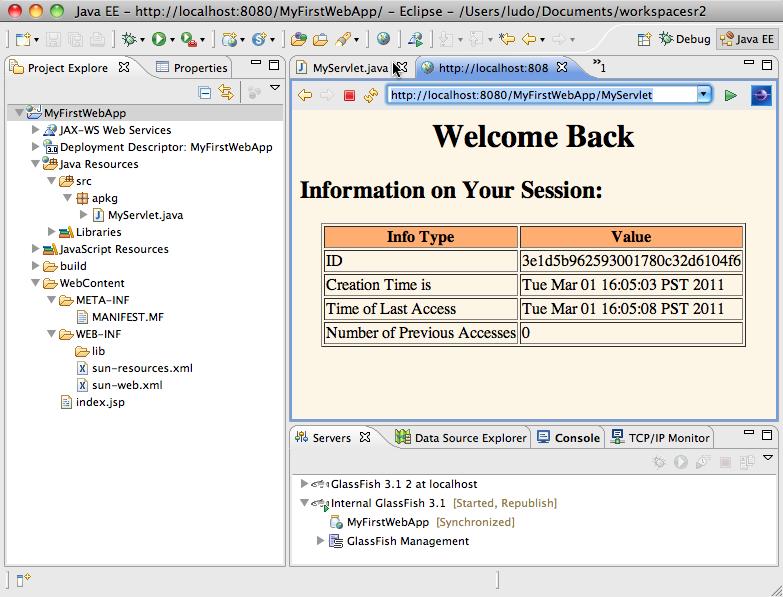 Java EE – http://localhost:8080/MyFirstWebApp/ – Eclipse – /Users/ludo/Documents/workspacesr2
Debug
Java EE
Project Explore
Properties
MyFirstWebApp
JAX-WS Web Services
3.0
Deployment Descriptor: MyFirstWebApp
Java Resources
src
apkg
MyServlet.java
Libraries
JavaScript Resources
build
WebContent
META-INF
MANIFEST.MF
WEB-INF
lib
sun-resources.xml
sun-web.xml
index.jsp
MyServlet.java
http://localhost:808
»1
http://localhost:8080/MyFirstWebApp/MyServlet
Welcome Back
Information on Your Session:
Info Type Value
ID 3e1d5b962593001780c32d6104f6
Creation Time is Tue Mar 01 16:05:03 PST 2011
Time of Last Access Tue Mar 01 16:05:08 PST 2011
Number of Previous Accesses 0
Servers
Data Source Explorer
Console
TCP/IP Monitor
GlassFish 3.1 2 at localhost
Internal GlassFish 3.1 [Started, Republish]
MyFirstWebApp [Synchronized]
GlassFish Management